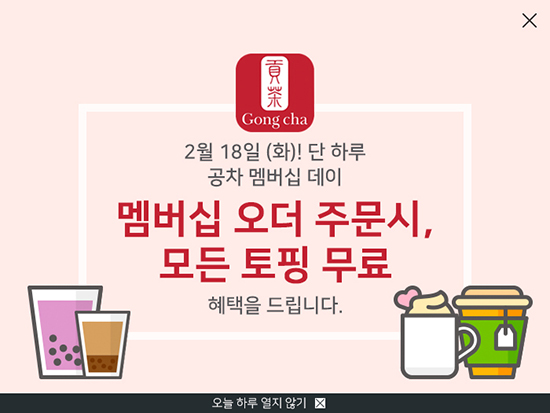 貢茶
Gong cha
2월 18일 (화)! 단 하루
공차 멤버십 데이
멤버십 오더 주문시,
모든 토핑 무료
혜택을 드립니다.
오늘 하루 열지 않기